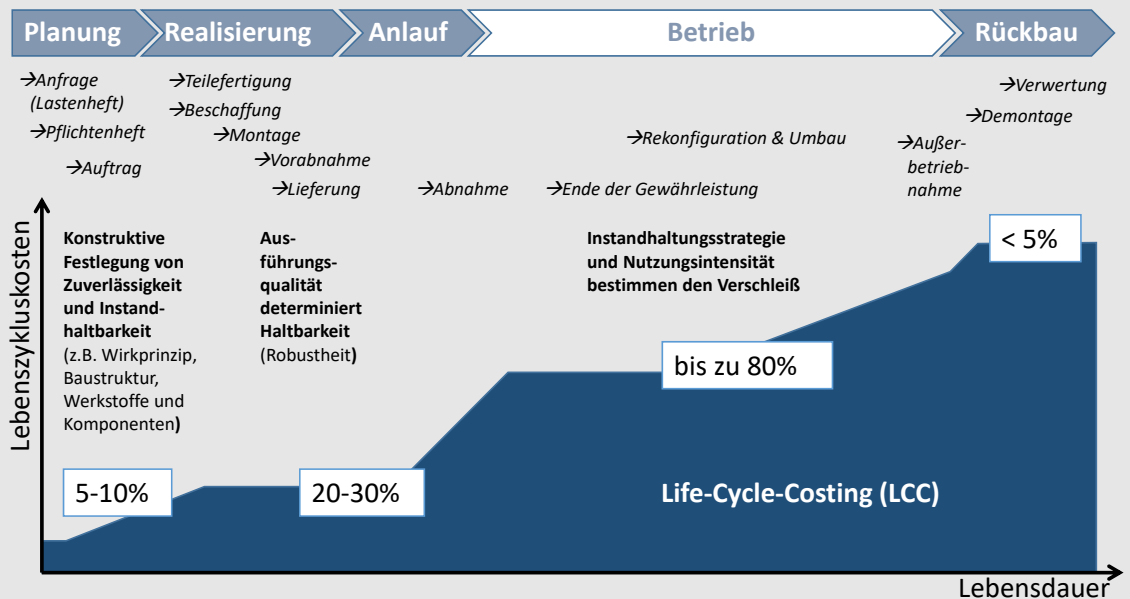 Planung
Realisierung
Anlauf
Betrieb
Rückbau
→Anfrage
(Lastenheft)
→Pflichtenheft
→Auftrag
→Teilefertigung
→Beschaffung
→Montage
→Vorabnahme
→Lieferung
→Abnahme
→Ende der Gewährleistung
→Rekonfiguration & Umbau
→Außer-
betrieb-
nahme
→Demontage
→Verwertung
Lebenszykluskosten
Konstruktive
Festlegung von
Zuverlässigkeit
und Instand-
haltbarkeit
(z.B. Wirkprinzip,
Baustruktur,
Werkstoffe und
Komponenten)
Aus-
führungs-
qualität
determiniert
Haltbarkeit
(Robustheit)
Instandhaltungsstrategie
und Nutzungsintensität
bestimmen den Verschleiß
5-10%
20-30%
bis zu 80%
< 5%
Life-Cycle-Costing (LCC)
Lebensdauer